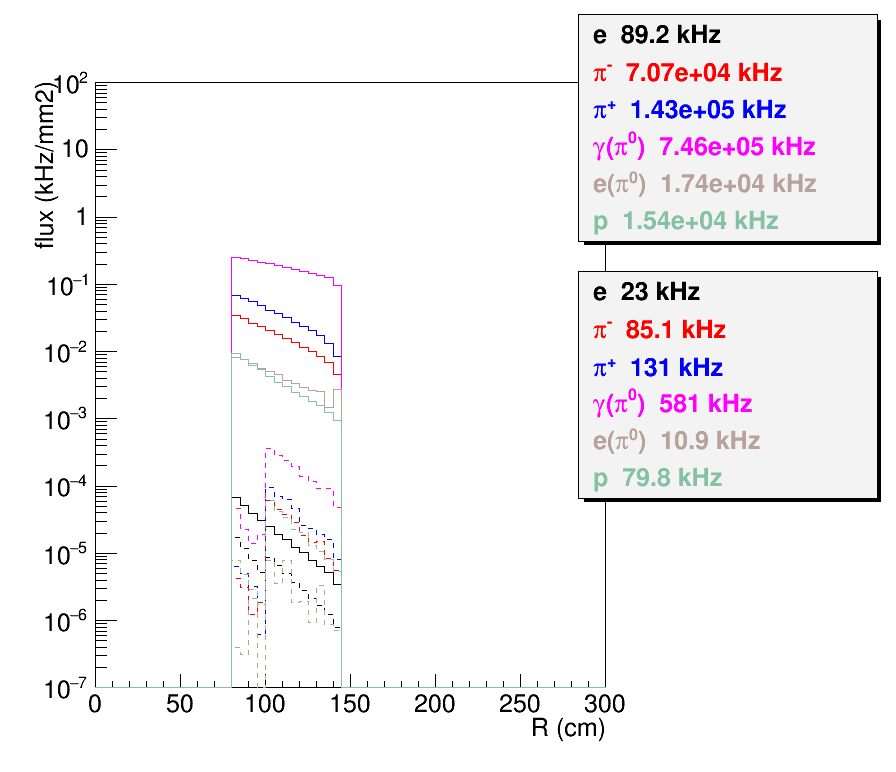 e 89.2 kHz
π⁻ 7.07e+04 kHz
π⁺ 1.43e+05 kHz
γ(π⁰) 7.46e+05 kHz
e(π⁰) 1.74e+04 kHz
p 1.54e+04 kHz
e 23 kHz
π⁻ 85.1 kHz
π⁺ 131 kHz
γ(π⁰) 581 kHz
e(π⁰) 10.9 kHz
p 79.8 kHz
flux (kHz/mm2)
10²
10
1
10⁻¹
10⁻²
10⁻³
10⁻⁴
10⁻⁵
10⁻⁶
10⁻⁷
0 50 100 150 200 250 300
R (cm)